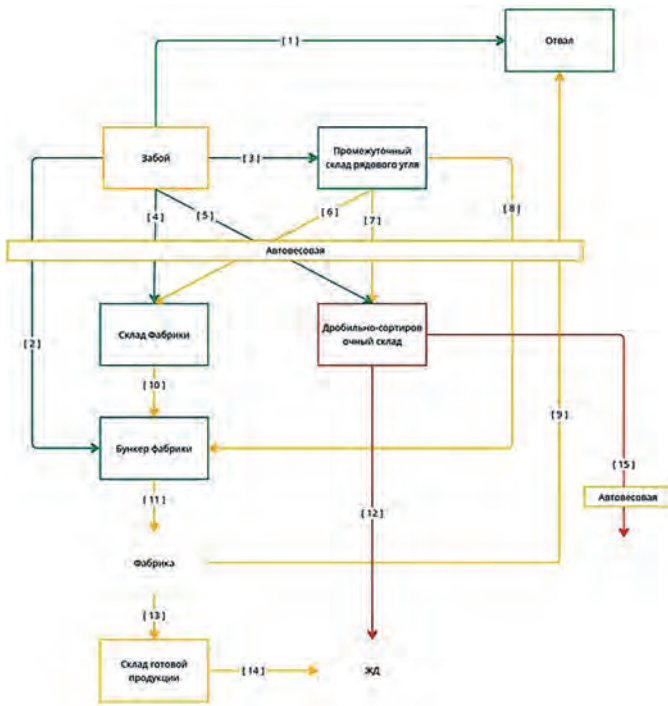 [ 1 ]
Отвал
Забой
[ 3 ]
Промежуточный
склад рядового угля
[ 4 ]
[ 5 ]
[ 6 ]
[ 7 ]
[ 8 ]
Автовесовая
[ 2 ]
Склад Фабрики
Дробильно-сортиров
очный склад
[ 10 ]
[ 9 ]
Бункер фабрики
[ 15 ]
[ 11 ]
Автовесовая
[ 12 ]
Фабрика
[ 13 ]
Склад готовой
продукции
[ 14 ]
ЖД